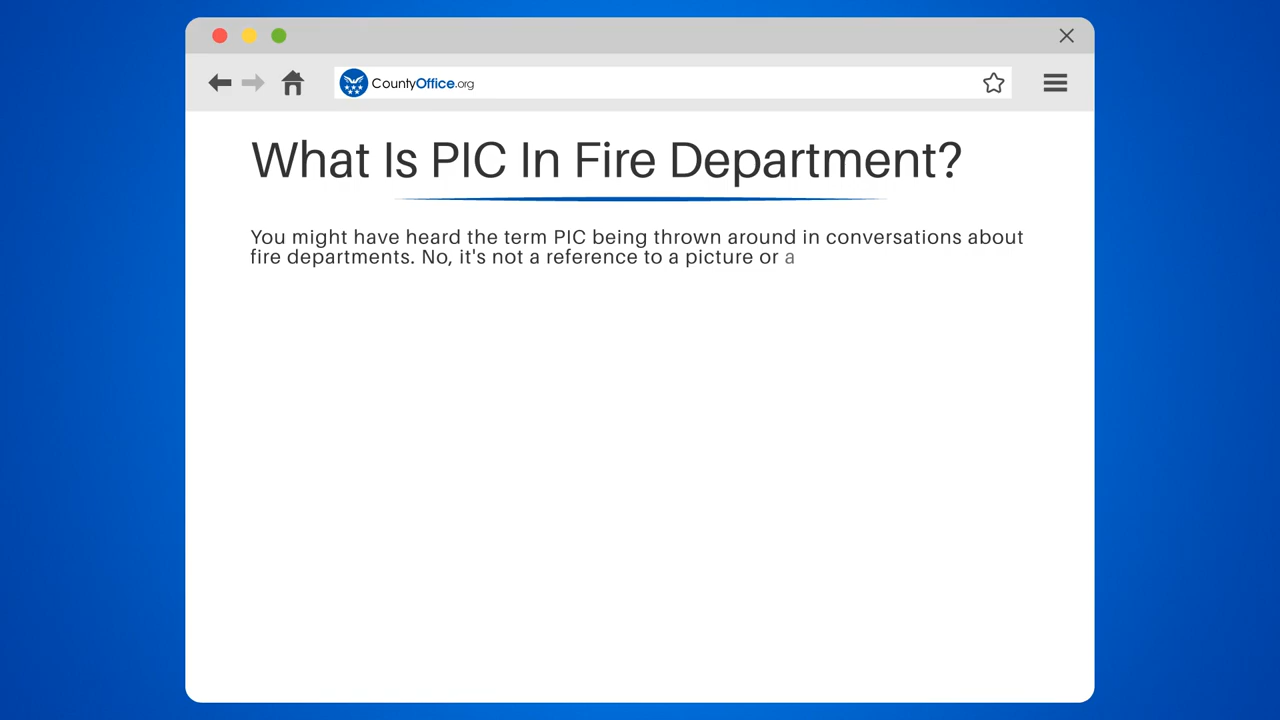 CountyOffice.org
What Is PIC In Fire Department?
You might have heard the term PIC being thrown around in conversations about
fire departments. No, it's not a reference to a picture or a